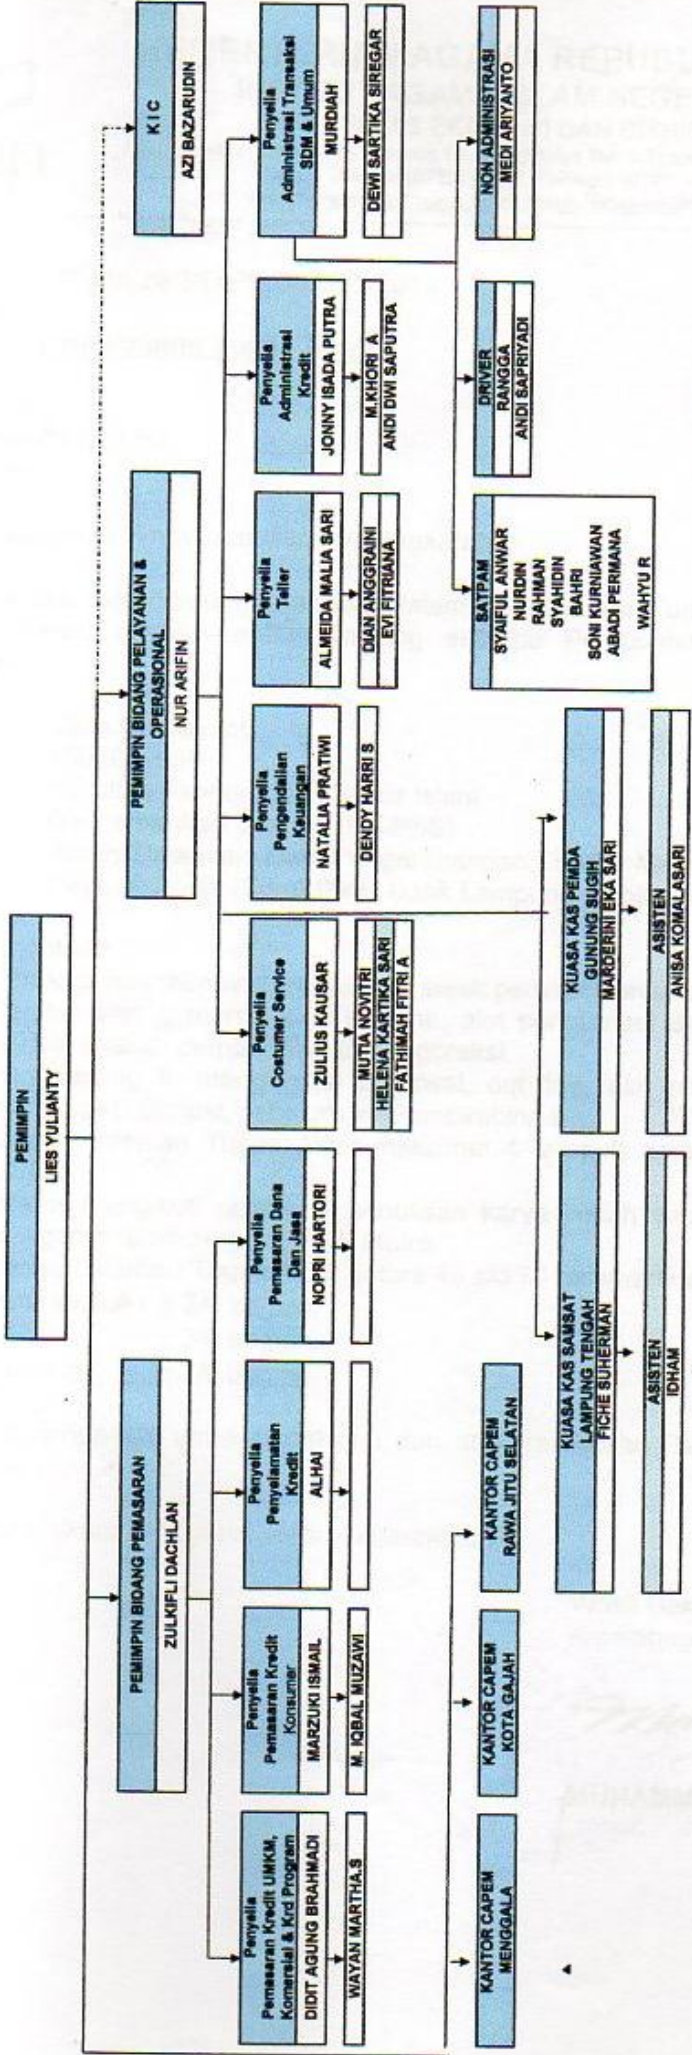 PEMIMPIN
LIES YULIANTY
PEMIMPIN BIDANG PEMASARAN
ZULKIFLI DACHLAN
PEMIMPIN BIDANG PELAYANAN &
OPERASIONAL
NUR ARIFIN
K I C
AZI BAZARUDIN
Penyelia
Pemasaran Kredit UMKM,
Komersial & Krd Program
DIDIT AGUNG BRAHMADI
WAYAN MARTHA.S
Penyelia
Pemasaran Kredit
Konsumer
MARZUKI ISMAIL
M. IQBAL MUZAWI
Penyelia
Penyelamatan
Kredit
ALHAI
Penyelia
Pemasaran Dana
Dan Jasa
NOPRI HARTORI
Penyelia
Costumer Service
ZULIUS KAUSAR
MUTIA NOVITRI
HELENA KARTIKA SARI
FATHIMAH FITRI A
Penyelia
Pengendalian
Keuangan
NATALIA PRATIWI
DENDY HARRI S
Penyelia
Teller
ALMEIDA MALIA SARI
DIAN ANGGRAINI
EVI FITRIANA
Penyelia
Administrasi
Kredit
JONNY ISADA PUTRA
M.KHORI A
ANDI DWI SAPUTRA
Penyelia
Administrasi Transaksi
SDM & Umum
MURDIAH
DEWI SARTIKA SIREGAR
KANTOR CAPEM
MENGGALA
KANTOR CAPEM
KOTA GAJAH
KANTOR CAPEM
RAWA JITU SELATAN
SATPAM
SYAIFUL ANWAR
NURDIN
RAHMAN
SYAHIDIN
BAHRI
SONI KURNIAWAN
ABADI PERMANA
WAHYU R
DRIVER
RANGGA
ANDI SAPRIYADI
NON ADMINISTRASI
MEDI ARIYANTO
KUASA KAS SAMSAT
LAMPUNG TENGAH
FICHE SUHERMAN
ASISTEN
IDHAM
KUASA KAS PEMDA
GUNUNG SUGIH
MARDERINI EKA SARI
ASISTEN
ANISA KOMALASARI